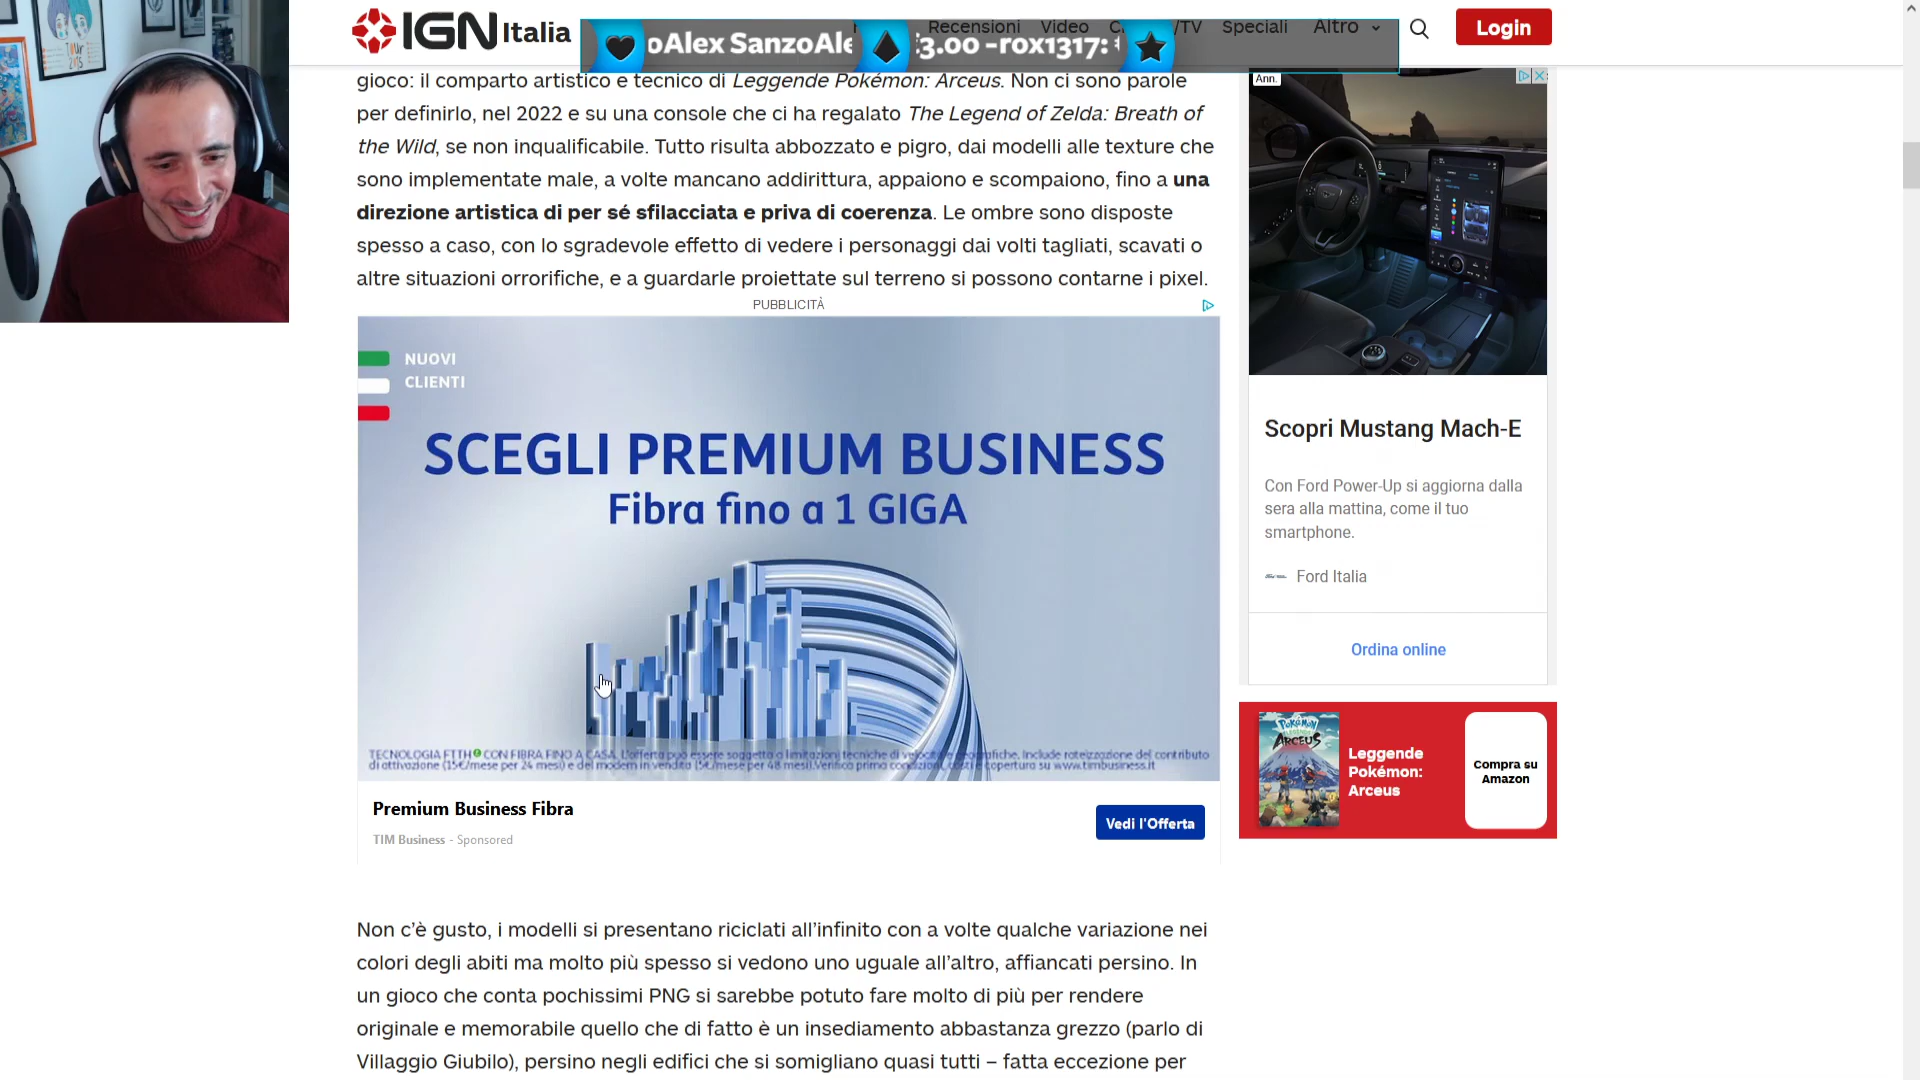 IGN Italia
Recensioni Video /TV Speciali Altro
Login
oAlex SanzoAle
3.00 -rox1317:
gioco: il comparto artistico e tecnico di Leggende Pokémon: Arceus. Non ci sono parole
per definirlo, nel 2022 e su una console che ci ha regalato The Legend of Zelda: Breath of
the Wild, se non inqualificabile. Tutto risulta abbozzato e pigro, dai modelli alle texture che
sono implementate male, a volte mancano addirittura, appaiono e scompaiono, fino a una
direzione artistica di per sé sfilacciata e priva di coerenza. Le ombre sono disposte
spesso a caso, con lo sgradevole effetto di vedere i personaggi dai volti tagliati, scavati o
altre situazioni orrorifiche, e a guardarle proiettate sul terreno si possono contarne i pixel.
PUBBLICITÀ
NUOVI
CLIENTI
SCEGLI PREMIUM BUSINESS
Fibra fino a 1 GIGA
TECNOLOGIA FTTH CON FIBRA FINO A CASA. L'offerta può essere soggetta a limitazioni tecniche di velocità e geografiche. Include rateizzazione del contributo
di attivazione (15€/mese per 24 mesi) e del modem in vendita (5€/mese per 48 mesi). Verifica prima condizioni, costi e copertura su www.timbusiness.it
Premium Business Fibra
TIM Business - Sponsored
Vedi l'Offerta
Non c'è gusto, i modelli si presentano riciclati all'infinito con a volte qualche variazione nei
colori degli abiti ma molto più spesso si vedono uno uguale all'altro, affiancati persino. In
un gioco che conta pochissimi PNG si sarebbe potuto fare molto di più per rendere
originale e memorabile quello che di fatto è un insediamento abbastanza grezzo (parlo di
Villaggio Giubilo), persino negli edifici che si somigliano quasi tutti – fatta eccezione per
Ann.
Scopri Mustang Mach-E
Con Ford Power-Up si aggiorna dalla
sera alla mattina, come il tuo
smartphone.
Ford Italia
Ordina online
POKÉMON
ARCEUS
Leggende
Pokémon:
Arceus
Compra su
Amazon